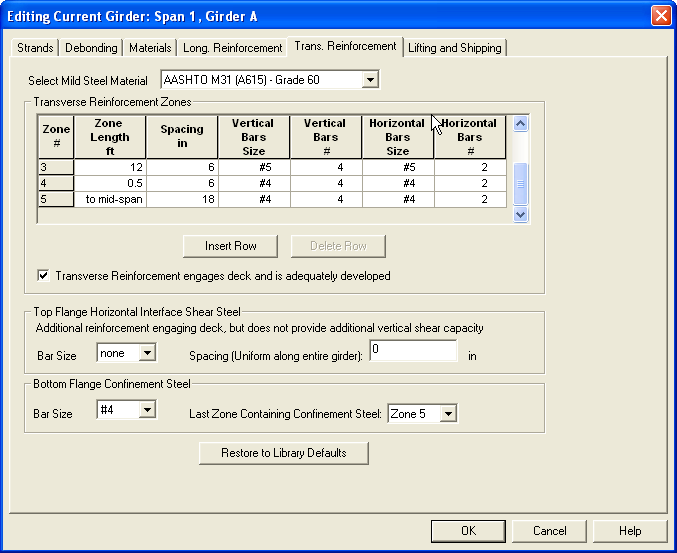 Editing Current Girder: Span 1, Girder A
Strands Debonding Materials Long. Reinforcement Trans. Reinforcement Lifting and Shipping
Select Mild Steel Material AASHTO M31 (A615) - Grade 60
Transverse Reinforcement Zones
Zone # Zone Length ft Spacing in Vertical Bars Size Vertical Bars # Horizontal Bars Size Horizontal Bars #
3 12 6 #5 4 #5 2
4 0.5 6 #4 4 #4 2
5 to mid-span 18 #4 4 #4 2
Insert Row Delete Row
Transverse Reinforcement engages deck and is adequately developed
Top Flange Horizontal Interface Shear Steel
Additional reinforcement engaging deck, but does not provide additional vertical shear capacity
Bar Size none Spacing (Uniform along entire girder): 0 in
Bottom Flange Confinement Steel
Bar Size #4 Last Zone Containing Confinement Steel: Zone 5
Restore to Library Defaults
OK Cancel Help